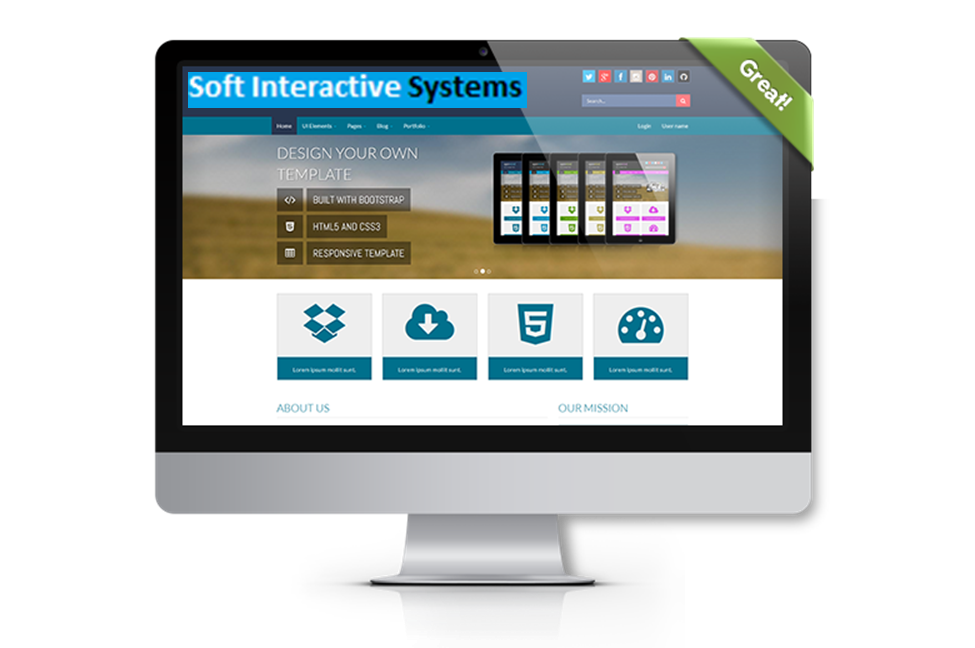 Soft Interactive Systems
Great!
Search...
Home UI Elements Pages Blog Portfolio
Login User name
DESIGN YOUR OWN
TEMPLATE
BUILT WITH BOOTSTRAP
HTML5 AND CSS3
RESPONSIVE TEMPLATE
Lorem ipsum mollit sunt. Lorem ipsum mollit sunt. Lorem ipsum mollit sunt. Lorem ipsum mollit sunt.
ABOUT US OUR MISSION